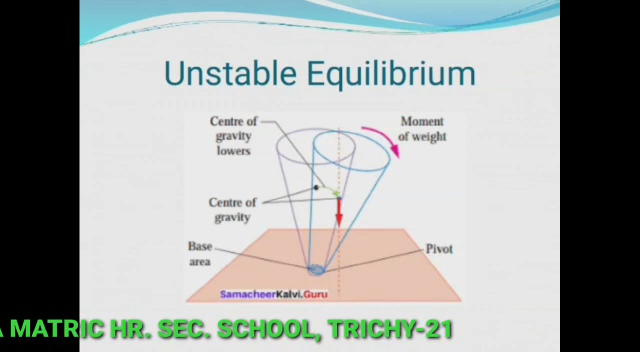 Unstable Equilibrium
Centre of
gravity
lowers
Moment
of weight
Centre of
gravity
Base
area
Pivot
SamacheerKalvi.Guru
A MATRIC HR. SEC. SCHOOL, TRICHY-21